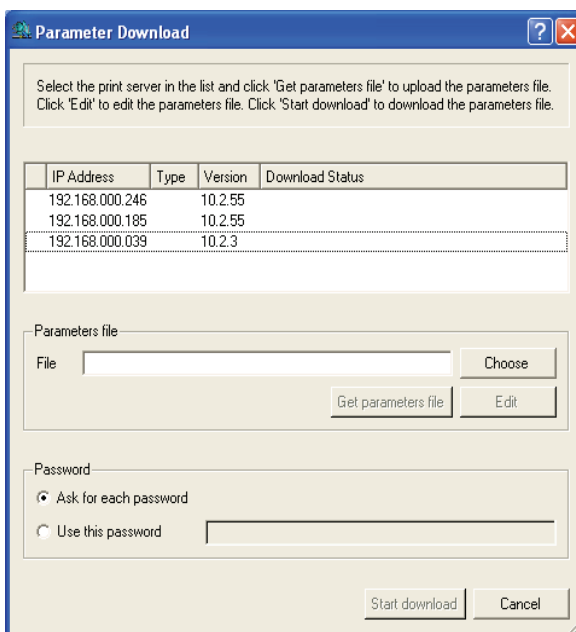 Parameter Download
Select the print server in the list and click 'Get parameters file' to upload the parameters file.
Click 'Edit' to edit the parameters file. Click 'Start download' to download the parameters file.
IP Address Type Version Download Status
192.168.000.246 10.2.55
192.168.000.185 10.2.55
192.168.000.039 10.2.3
Parameters file
File Choose
Get parameters file Edit
Password
Ask for each password
Use this password
Start download Cancel